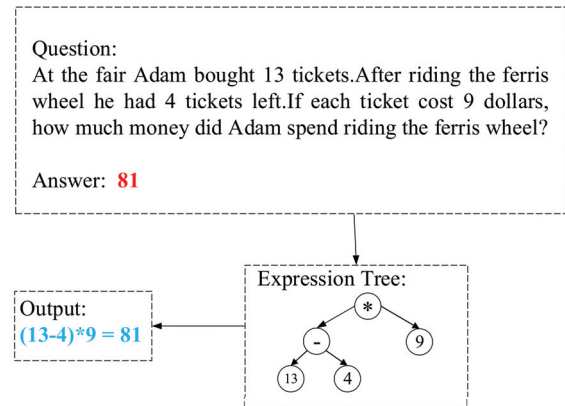 Question:
At the fair Adam bought 13 tickets.After riding the ferris
wheel he had 4 tickets left.If each ticket cost 9 dollars,
how much money did Adam spend riding the ferris wheel?
Answer: 81
Expression Tree:
*
-
9
13
4
Output:
(13-4)*9 = 81